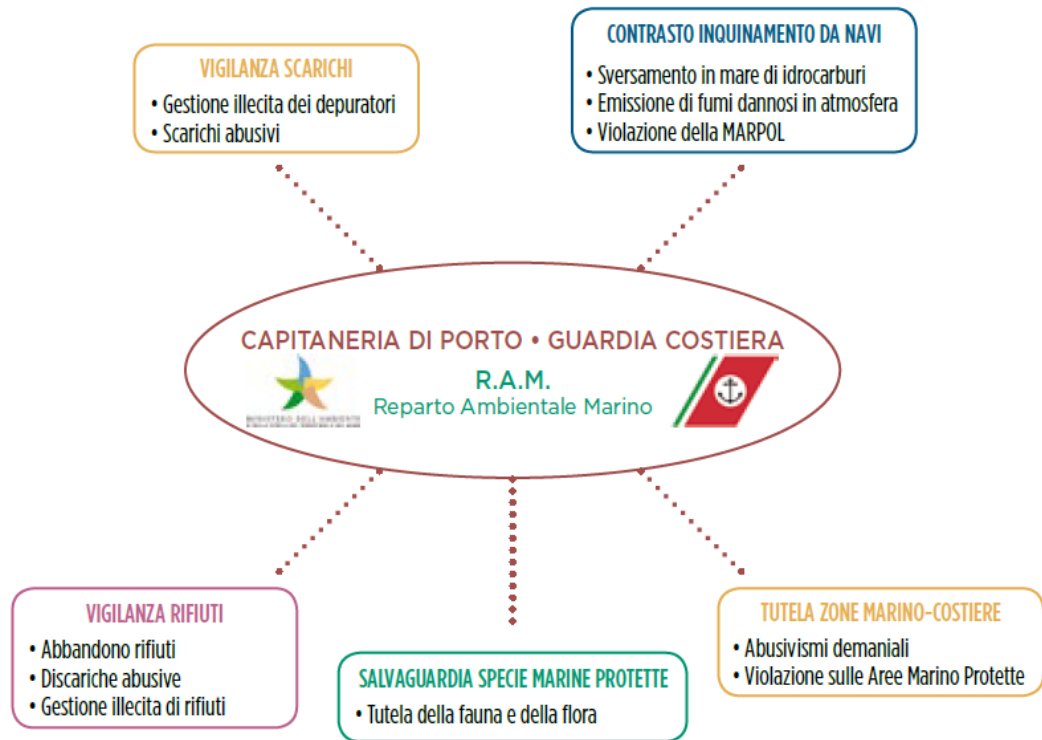 CONTRASTO INQUINAMENTO DA NAVI
• Sversamento in mare di idrocarburi
• Emissione di fumi dannosi in atmosfera
• Violazione della MARPOL
VIGILANZA SCARICHI
• Gestione illecita dei depuratori
• Scarichi abusivi
CAPITANERIA DI PORTO • GUARDIA COSTIERA
R.A.M.
Reparto Ambientale Marino
MINISTERO DELL'AMBIENTE
VIGILANZA RIFIUTI
• Abbandono rifiuti
• Discariche abusive
• Gestione illecita di rifiuti
SALVAGUARDIA SPECIE MARINE PROTETTE
• Tutela della fauna e della flora
TUTELA ZONE MARINO-COSTIERE
• Abusivismi demaniali
• Violazione sulle Aree Marino Protette